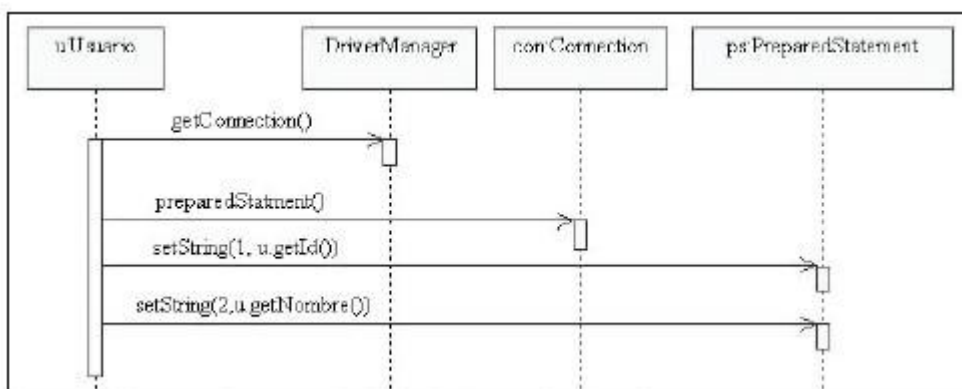 u:Usuario
DriverManager
con:Connection
ps:PreparedStatement
getConnection()
preparedStatment()
setString(1, u.getId())
setString(2,u.getNombre())